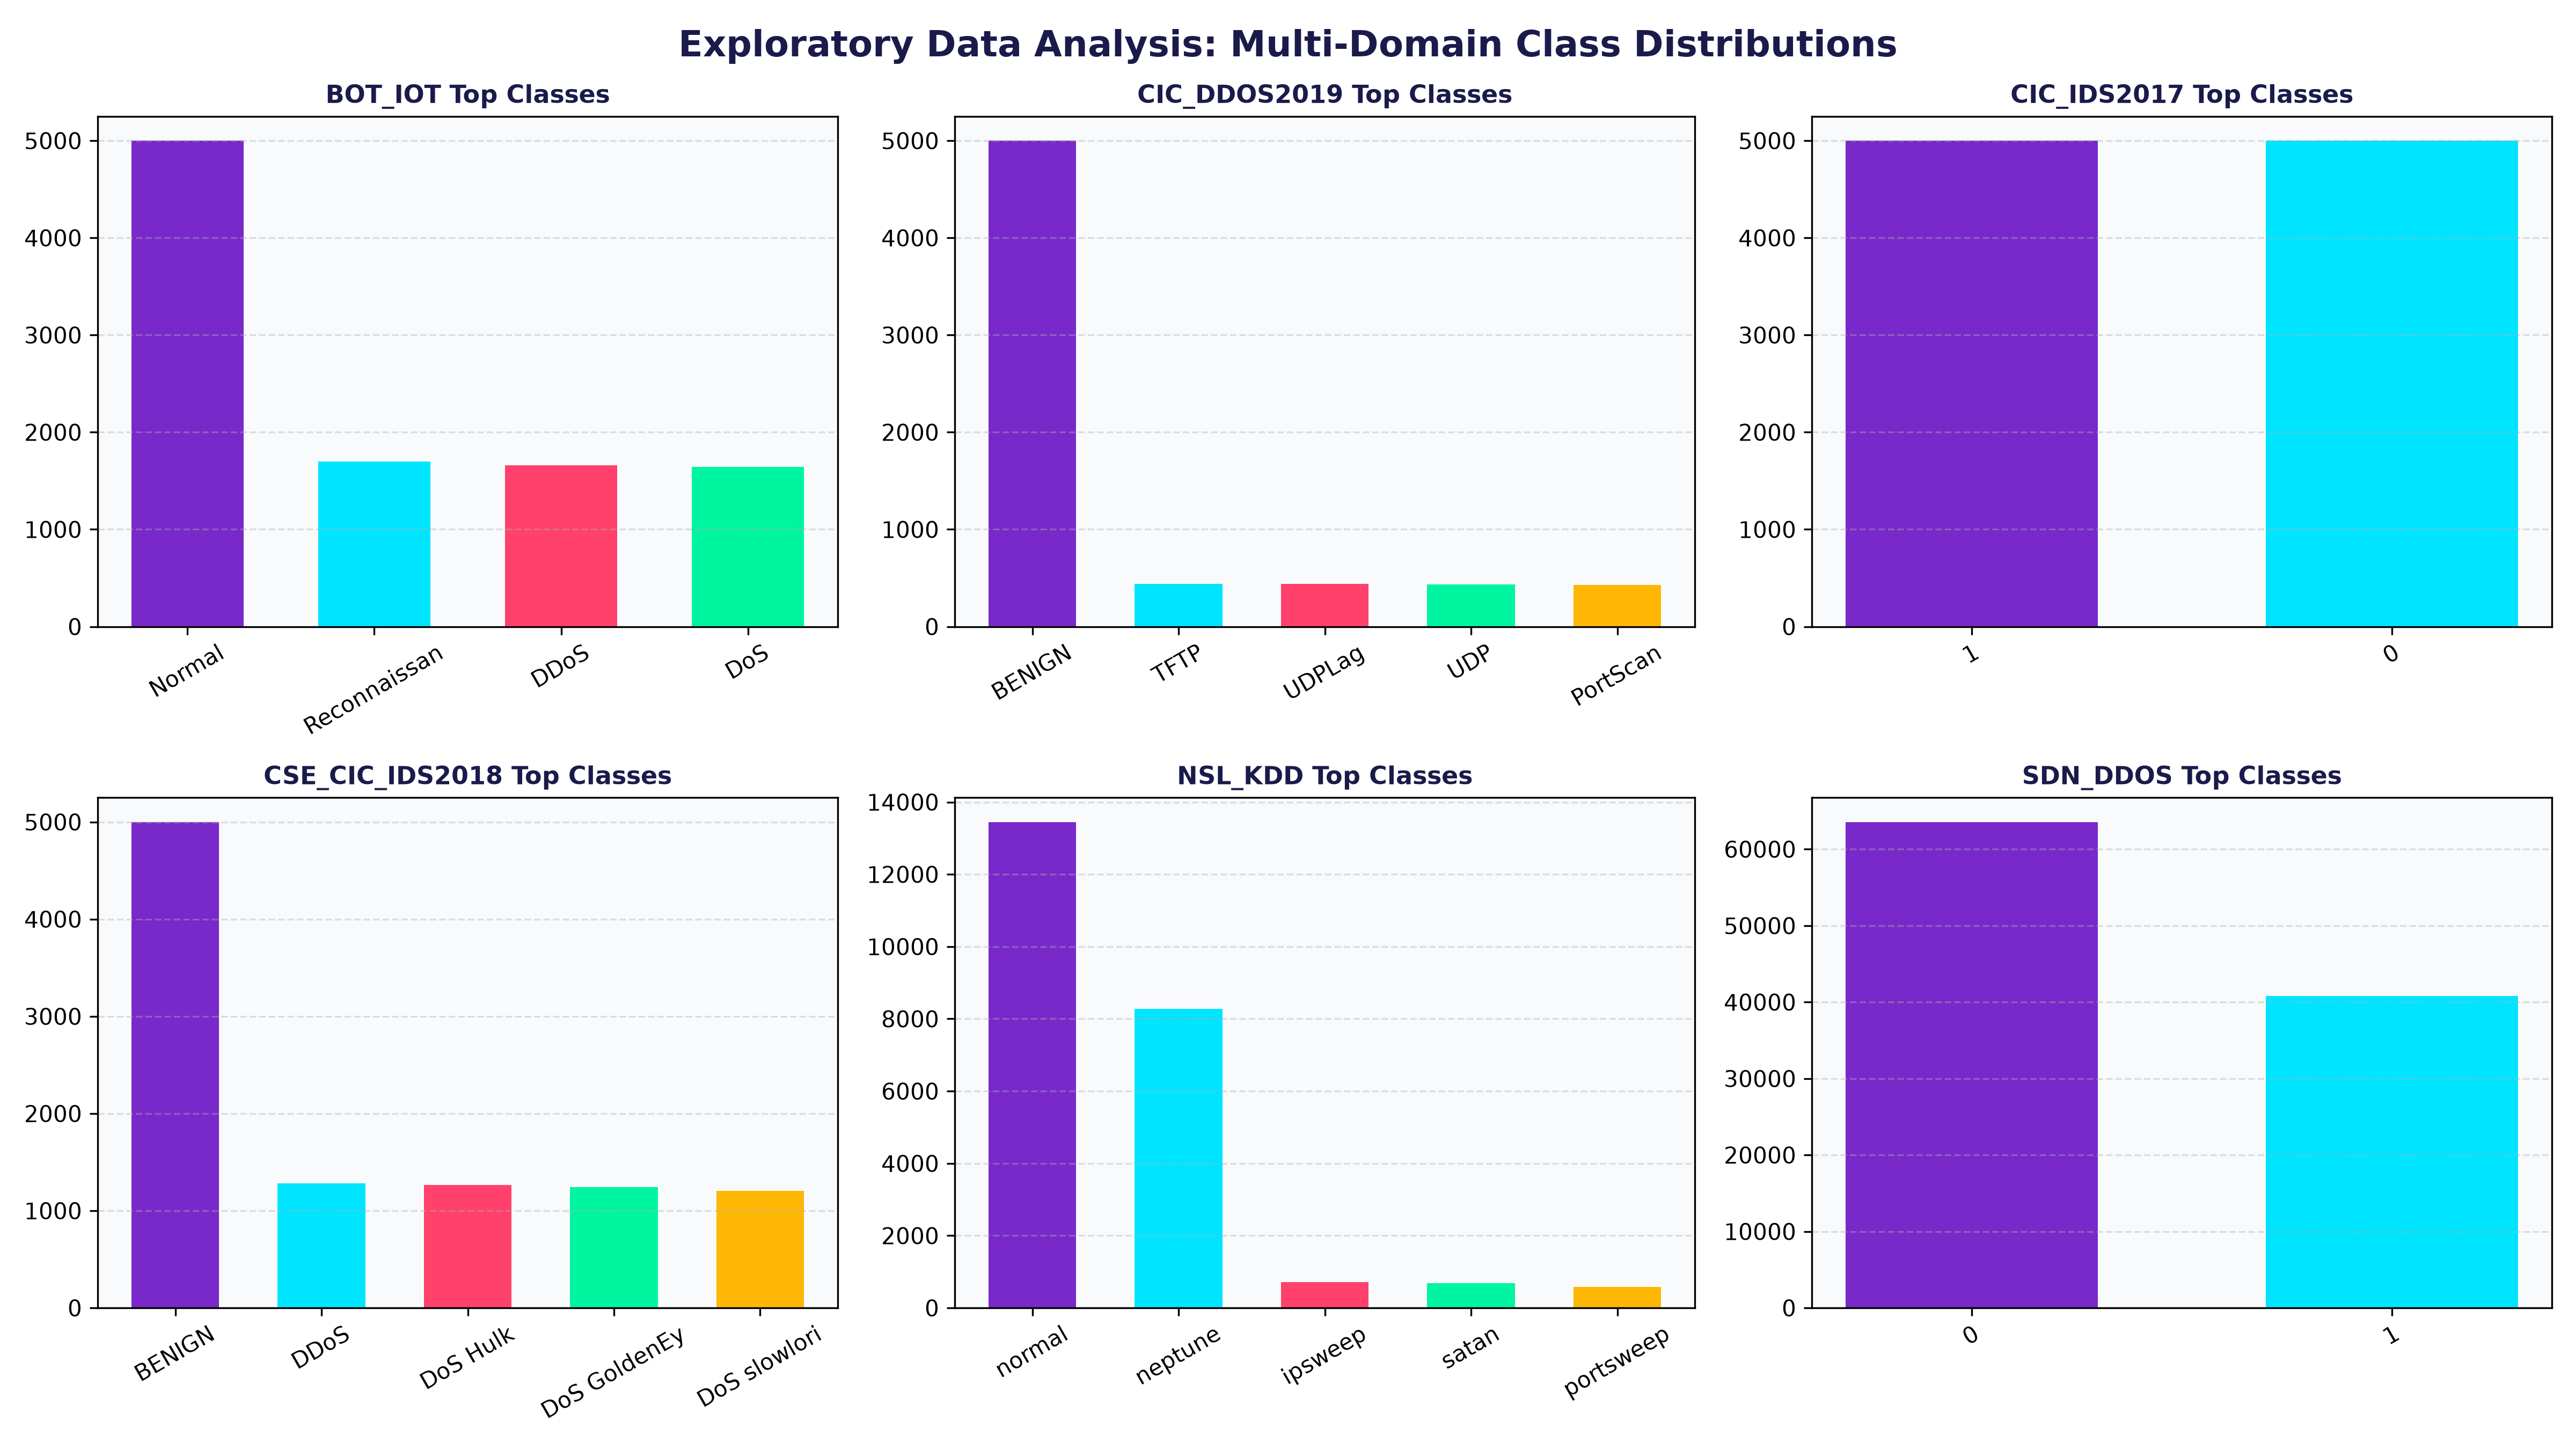 Exploratory Data Analysis: Multi-Domain Class Distributions
BOT_IOT Top Classes
5000
4000
3000
2000
1000
0
Normal
Reconnaissan
DDoS
DoS
CIC_DDOS2019 Top Classes
5000
4000
3000
2000
1000
0
BENIGN
TFTP
UDPLag
UDP
PortScan
CIC_IDS2017 Top Classes
5000
4000
3000
2000
1000
0
1
0
CSE_CIC_IDS2018 Top Classes
5000
4000
3000
2000
1000
0
BENIGN
DDoS
DoS Hulk
DoS GoldenEy
DoS slowlori
NSL_KDD Top Classes
14000
12000
10000
8000
6000
4000
2000
0
normal
neptune
ipsweep
satan
portsweep
SDN_DDOS Top Classes
60000
50000
40000
30000
20000
10000
0
0
1